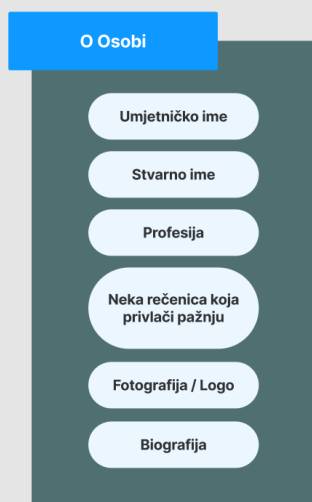 O Osobi
Umjetničko ime
Stvarno ime
Profesija
Neka rečenica koja
privlači pažnju
Fotografija / Logo
Biografija